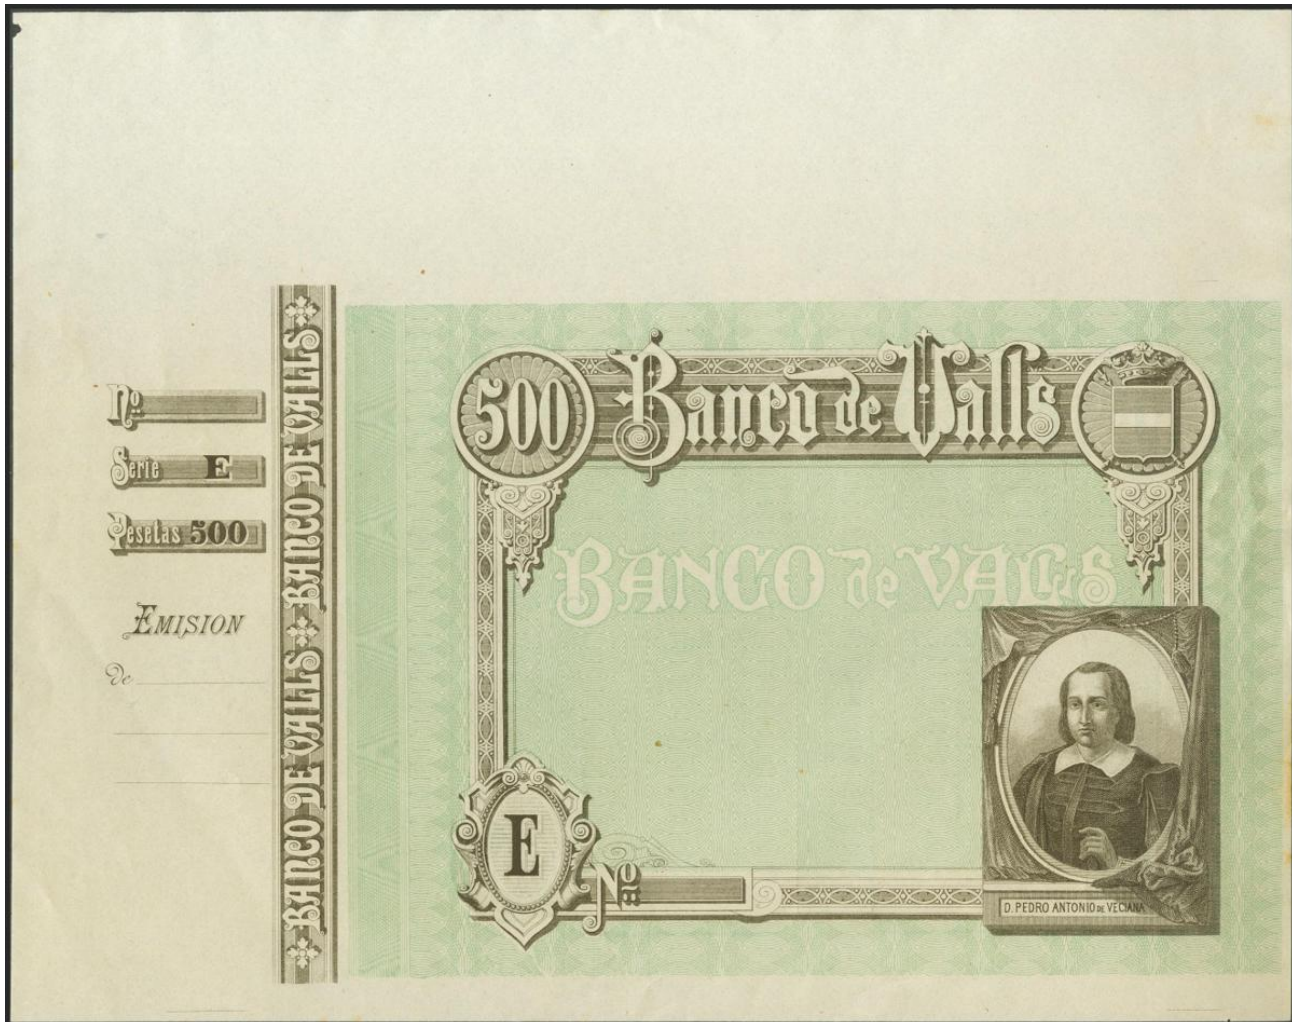 Nº
Serie E
Pesetas 500
EMISION
de
BANCO DE VALLS BANCO DE VALLS
500 Banco de Valls
BANCO de VALLS
E
Nº
D. PEDRO ANTONIO DE VECIANA